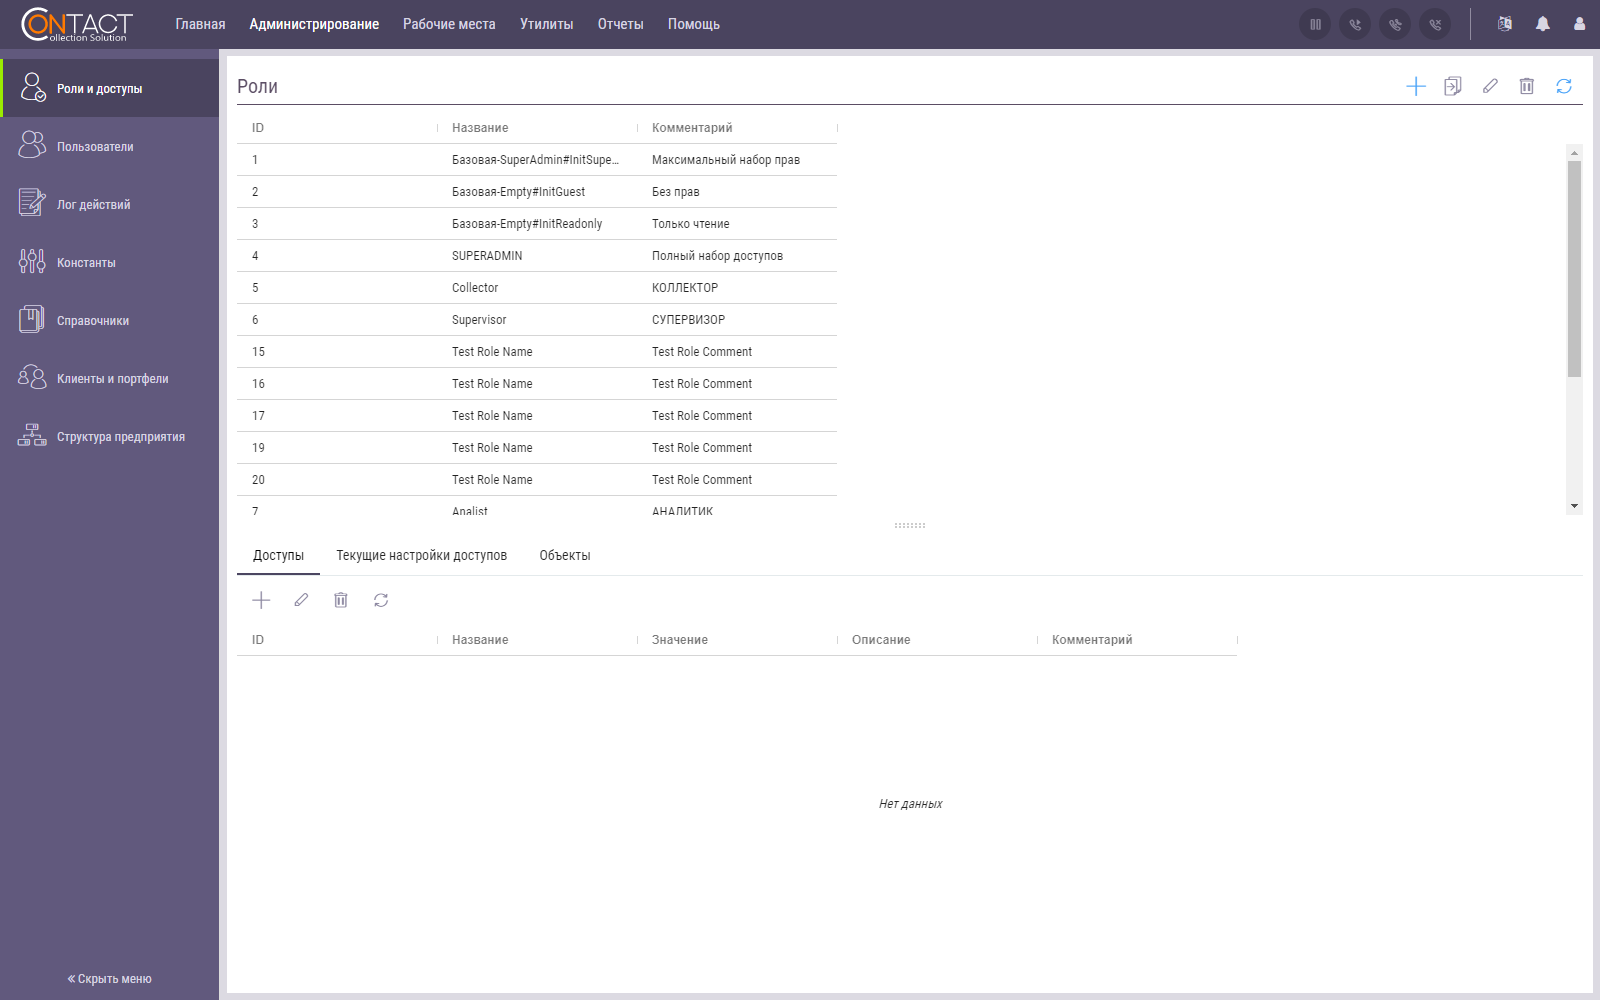 CONTACT
ollection Solution
Главная Администрирование Рабочие места Утилиты Отчеты Помощь
Роли и доступы
Пользователи
Лог действий
Константы
Справочники
Клиенты и портфели
Структура предприятия
« Скрыть меню
Роли
ID Название Комментарий
1 Базовая-SuperAdmin#InitSupe... Максимальный набор прав
2 Базовая-Empty#InitGuest Без прав
3 Базовая-Empty#InitReadonly Только чтение
4 SUPERADMIN Полный набор доступов
5 Collector КОЛЛЕКТОР
6 Supervisor СУПЕРВИЗОР
15 Test Role Name Test Role Comment
16 Test Role Name Test Role Comment
17 Test Role Name Test Role Comment
19 Test Role Name Test Role Comment
20 Test Role Name Test Role Comment
7 Analist АНАЛИТИК
Доступы Текущие настройки доступов Объекты
ID Название Значение Описание Комментарий
Нет данных